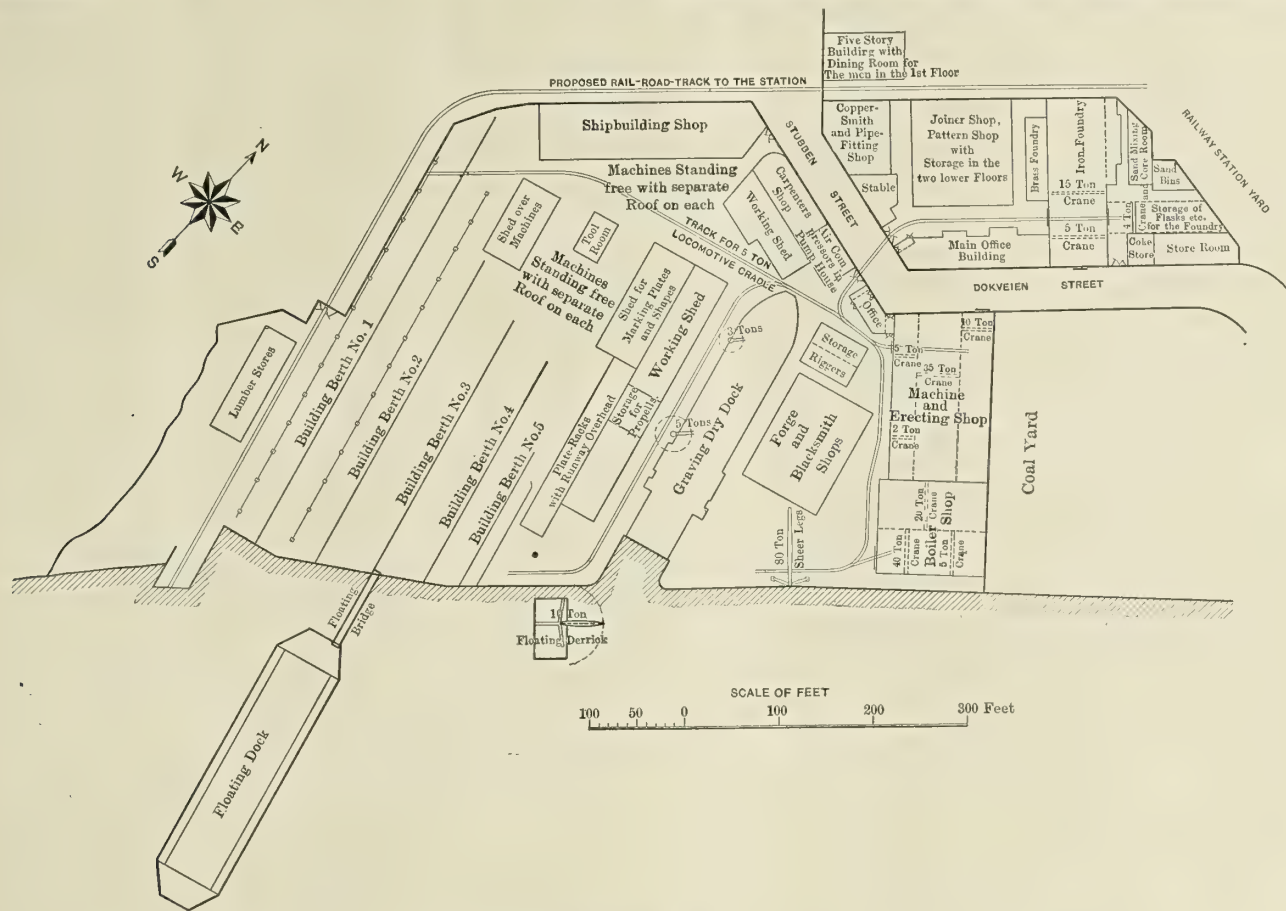 Five Story
Building with
Dining Room for
The men in the 1st Floor
PROPOSED RAIL-ROAD-TRACK TO THE STATION
Shipbuilding Shop
Machines Standing
free with separate
Roof on each
STUBBEN STREET
Copper-
Smith
and Pipe-
Fitting
Shop
Stable
Joiner Shop,
Pattern Shop
with
Storage in the
two lower Floors
Brass Foundry
Iron Foundry
15 Ton
Crane
5 Ton
Crane
Sand Mixing
and Core Room
Sand
Bins
RAILWAY STATION YARD
4 Ton
Crane
Storage of
Flasks etc.
for the Foundry
Coke
Store
Store Room
Main Office
Building
DOKVEIEN STREET
N
W
E
S
Shed over
Machines
Tool
Room
Machines
Standing free
with separate
Roof on each
Carpenters
Shop
Working Shed
Air Com
pressors in
Pump
House
Office
TRACK FOR 5 TON
LOCOMOTIVE CRADLE
Shed for
Marking Plates
and Shapes
Working Shed
3 Tons
Storage
Riggers
10 Ton
Crane
5 Ton
Crane
35 Ton
Crane
Machine
and
Erecting Shop
2 Ton
Crane
Coal Yard
Lumber Stores
Building Berth No. 1
Building Berth No.2
Building Berth No.3
Building Berth No.4
Building Berth No.5
Plate-Racks
with Runway Overhead
Storage
for
Propells.
5 Tons
Graving Dry Dock
Forge
and
Blacksmith
Shops
20 Ton
Crane
Boiler Shop
40 Ton
Crane
5 Ton
Crane
80 Ton
Sheer Legs
Floating
Bridge
10 Ton
Floating Derrick
Floating Dock
SCALE OF FEET
100 50 0 100 200 300 Feet